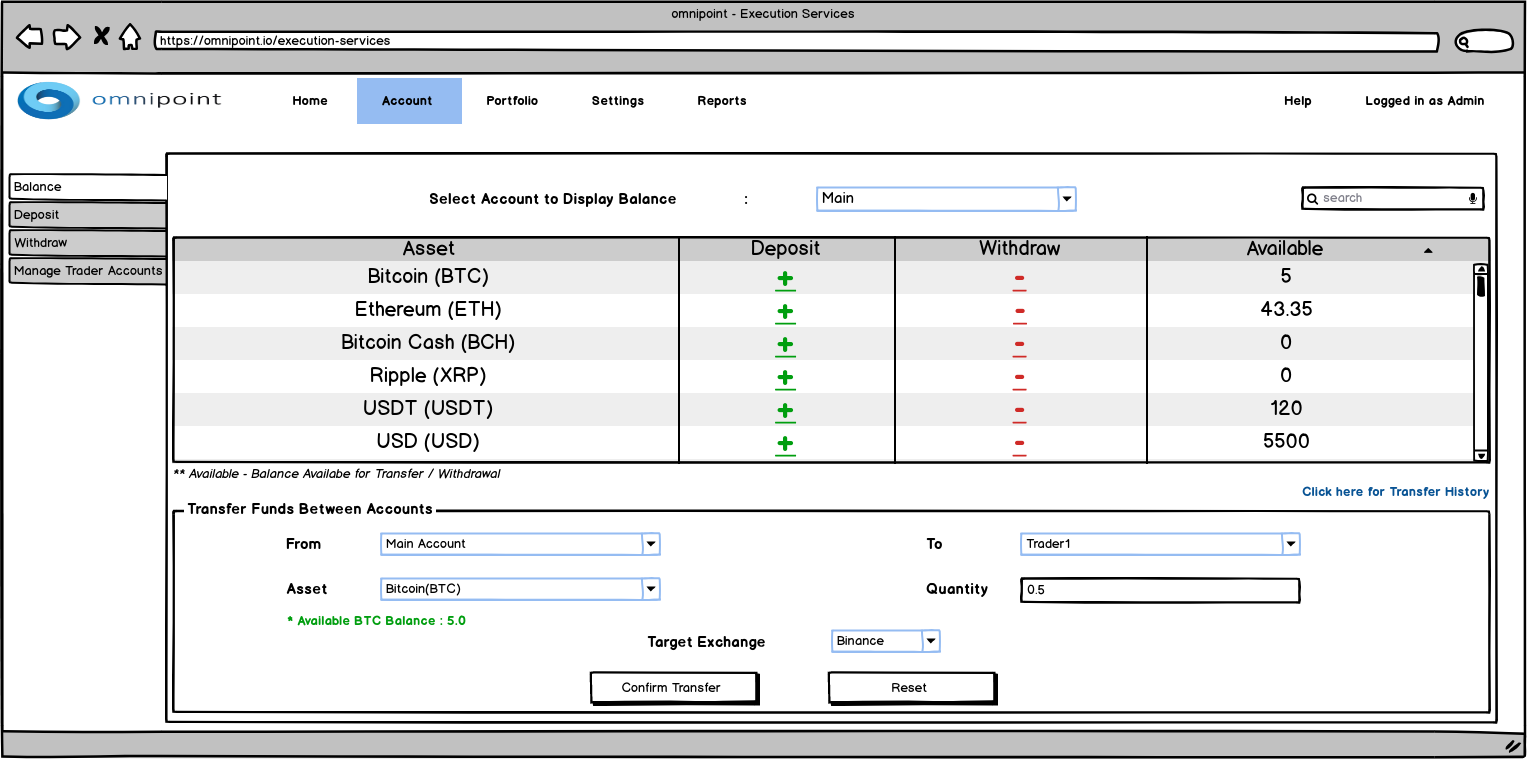 omnipoint - Execution Services
https://omnipoint.io/execution-services
omnipoint Home Account Portfolio Settings Reports Help Logged in as Admin
Balance
Deposit
Withdraw
Manage Trader Accounts
Select Account to Display Balance : Main search
Asset Deposit Withdraw Available
Bitcoin (BTC) + - 5
Ethereum (ETH) + - 43.35
Bitcoin Cash (BCH) + - 0
Ripple (XRP) + - 0
USDT (USDT) + - 120
USD (USD) + - 5500
** Available - Balance Availabe for Transfer / Withdrawal
Click here for Transfer History
Transfer Funds Between Accounts
From Main Account To Trader1
Asset Bitcoin(BTC) Quantity 0.5
* Available BTC Balance : 5.0
Target Exchange Binance
Confirm Transfer Reset